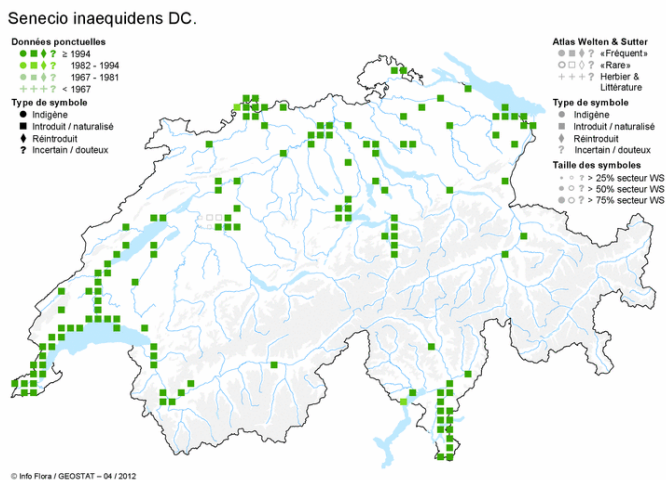 Senecio inaequidens DC.
Données ponctuelles
? ≥ 1994
? 1982 - 1994
? 1967 - 1981
< 1967
Type de symbole
Indigène
Introduit / naturalisé
Réintroduit
? Incertain / douteux
Atlas Welten & Sutter
? «Fréquent»
? «Rare»
Herbier &
Littérature
Type de symbole
Indigène
Introduit / naturalisé
Réintroduit
? Incertain / douteux
Taille des symboles
? > 25% secteur WS
? > 50% secteur WS
? > 75% secteur WS
© Info Flora / GEOSTAT – 04 / 2012